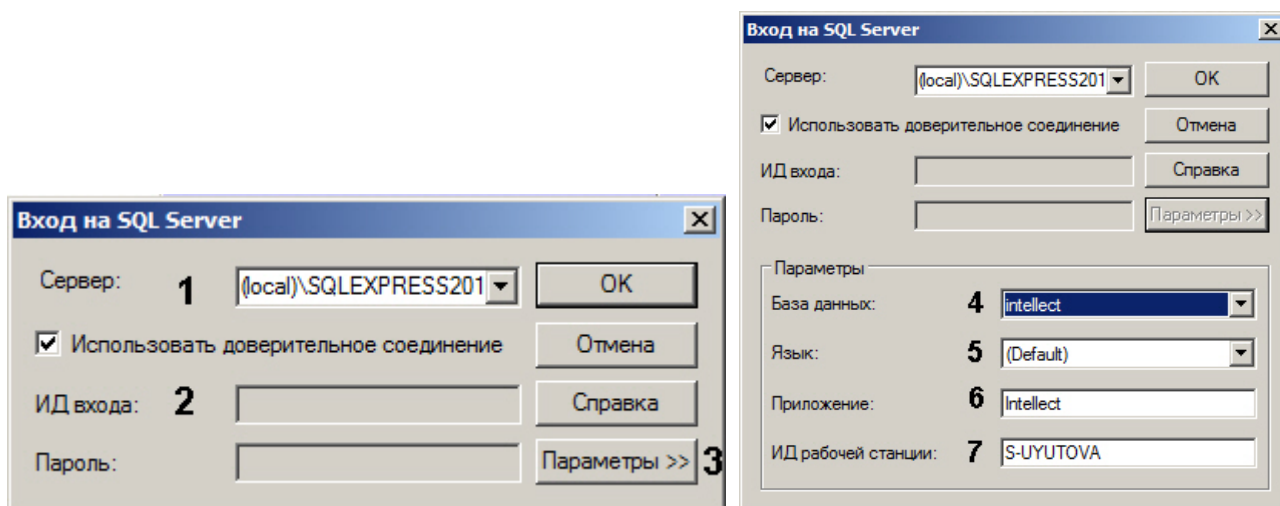 Вход на SQL Server
Сервер: 1 (local)\SQLEXPRESS201 OK
Использовать доверительное соединение Отмена
ИД входа: 2 Справка
Пароль: Параметры >> 3
Вход на SQL Server
Сервер: (local)\SQLEXPRESS201 OK
Использовать доверительное соединение Отмена
ИД входа: Справка
Пароль: Параметры >>
Параметры
База данных: 4 intellect
Язык: 5 (Default)
Приложение: 6 Intellect
ИД рабочей станции: 7 S-UYUTOVA